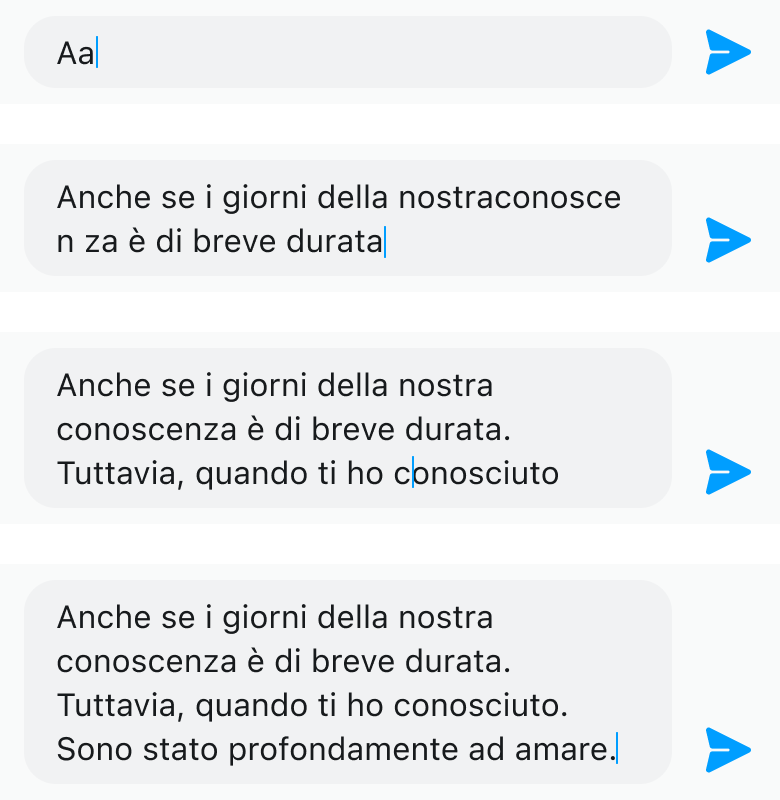 Aa
Anche se i giorni della nostraconosce
n za è di breve durata
Anche se i giorni della nostra
conoscenza è di breve durata.
Tuttavia, quando ti ho conosciuto
Anche se i giorni della nostra
conoscenza è di breve durata.
Tuttavia, quando ti ho conosciuto.
Sono stato profondamente ad amare.